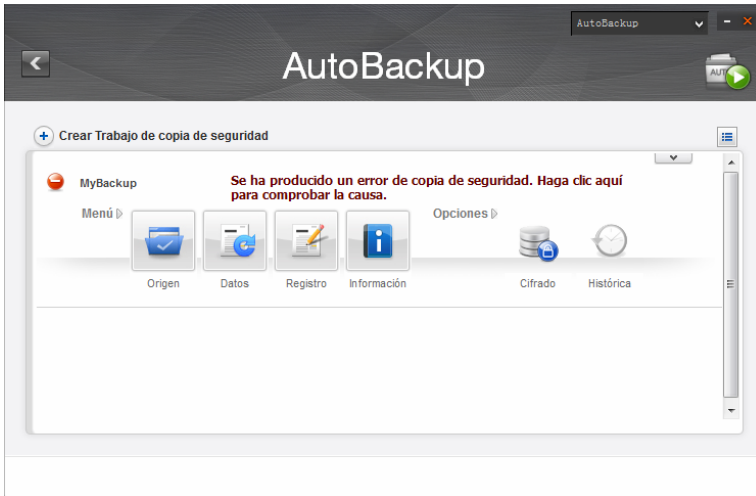 AutoBackup
AutoBackup
AUTO
Crear Trabajo de copia de seguridad
MyBackup
Se ha producido un error de copia de seguridad. Haga clic aquí
para comprobar la causa.
Menú
Opciones
Origen
Datos
Registro
Información
Cifrado
Histórica